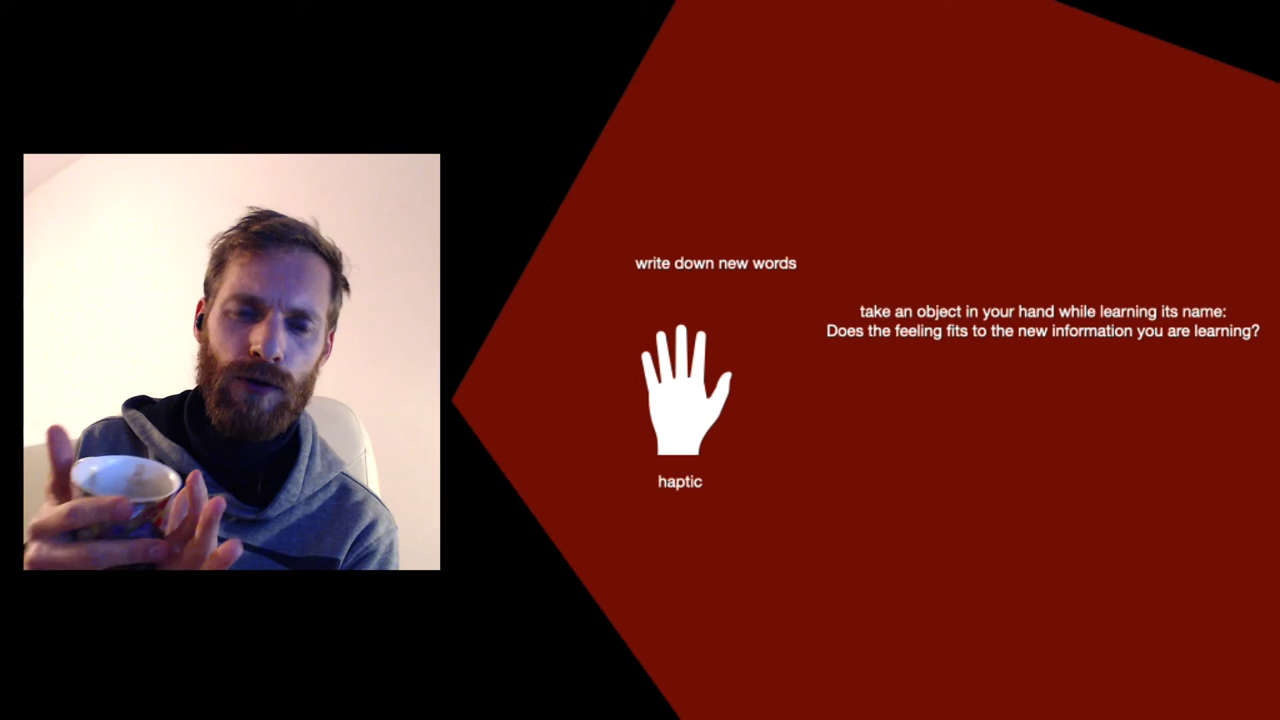 write down new words
take an object in your hand while learning its name:
Does the feeling fits to the new information you are learning?
haptic